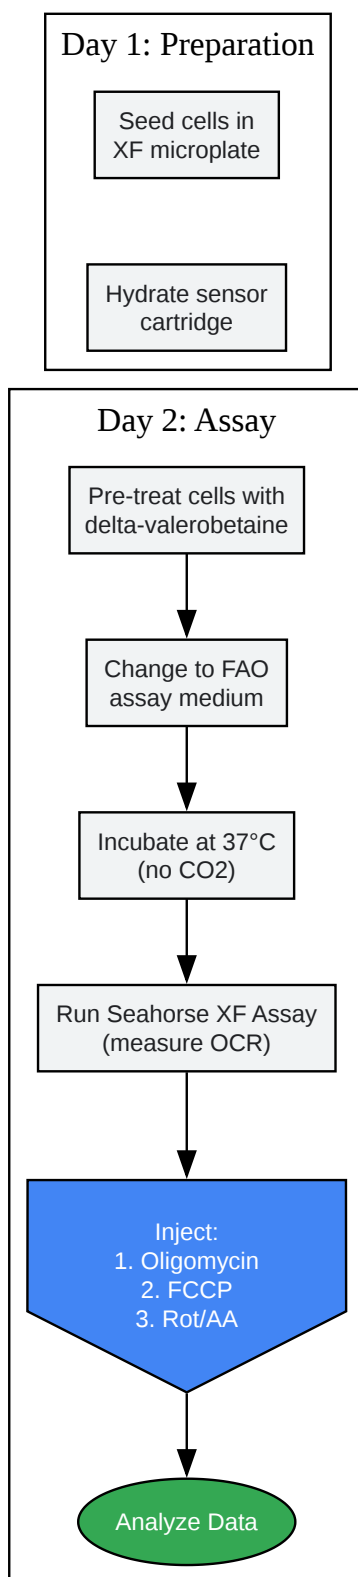 Day 1: Preparation
Seed cells in
XF microplate
Hydrate sensor
cartridge
Day 2: Assay
Pre-treat cells with
delta-valerobetaine
Change to FAO
assay medium
Incubate at 37°C
(no CO2)
Run Seahorse XF Assay
(measure OCR)
Inject:
1. Oligomycin
2. FCCP
3. Rot/AA
Analyze Data